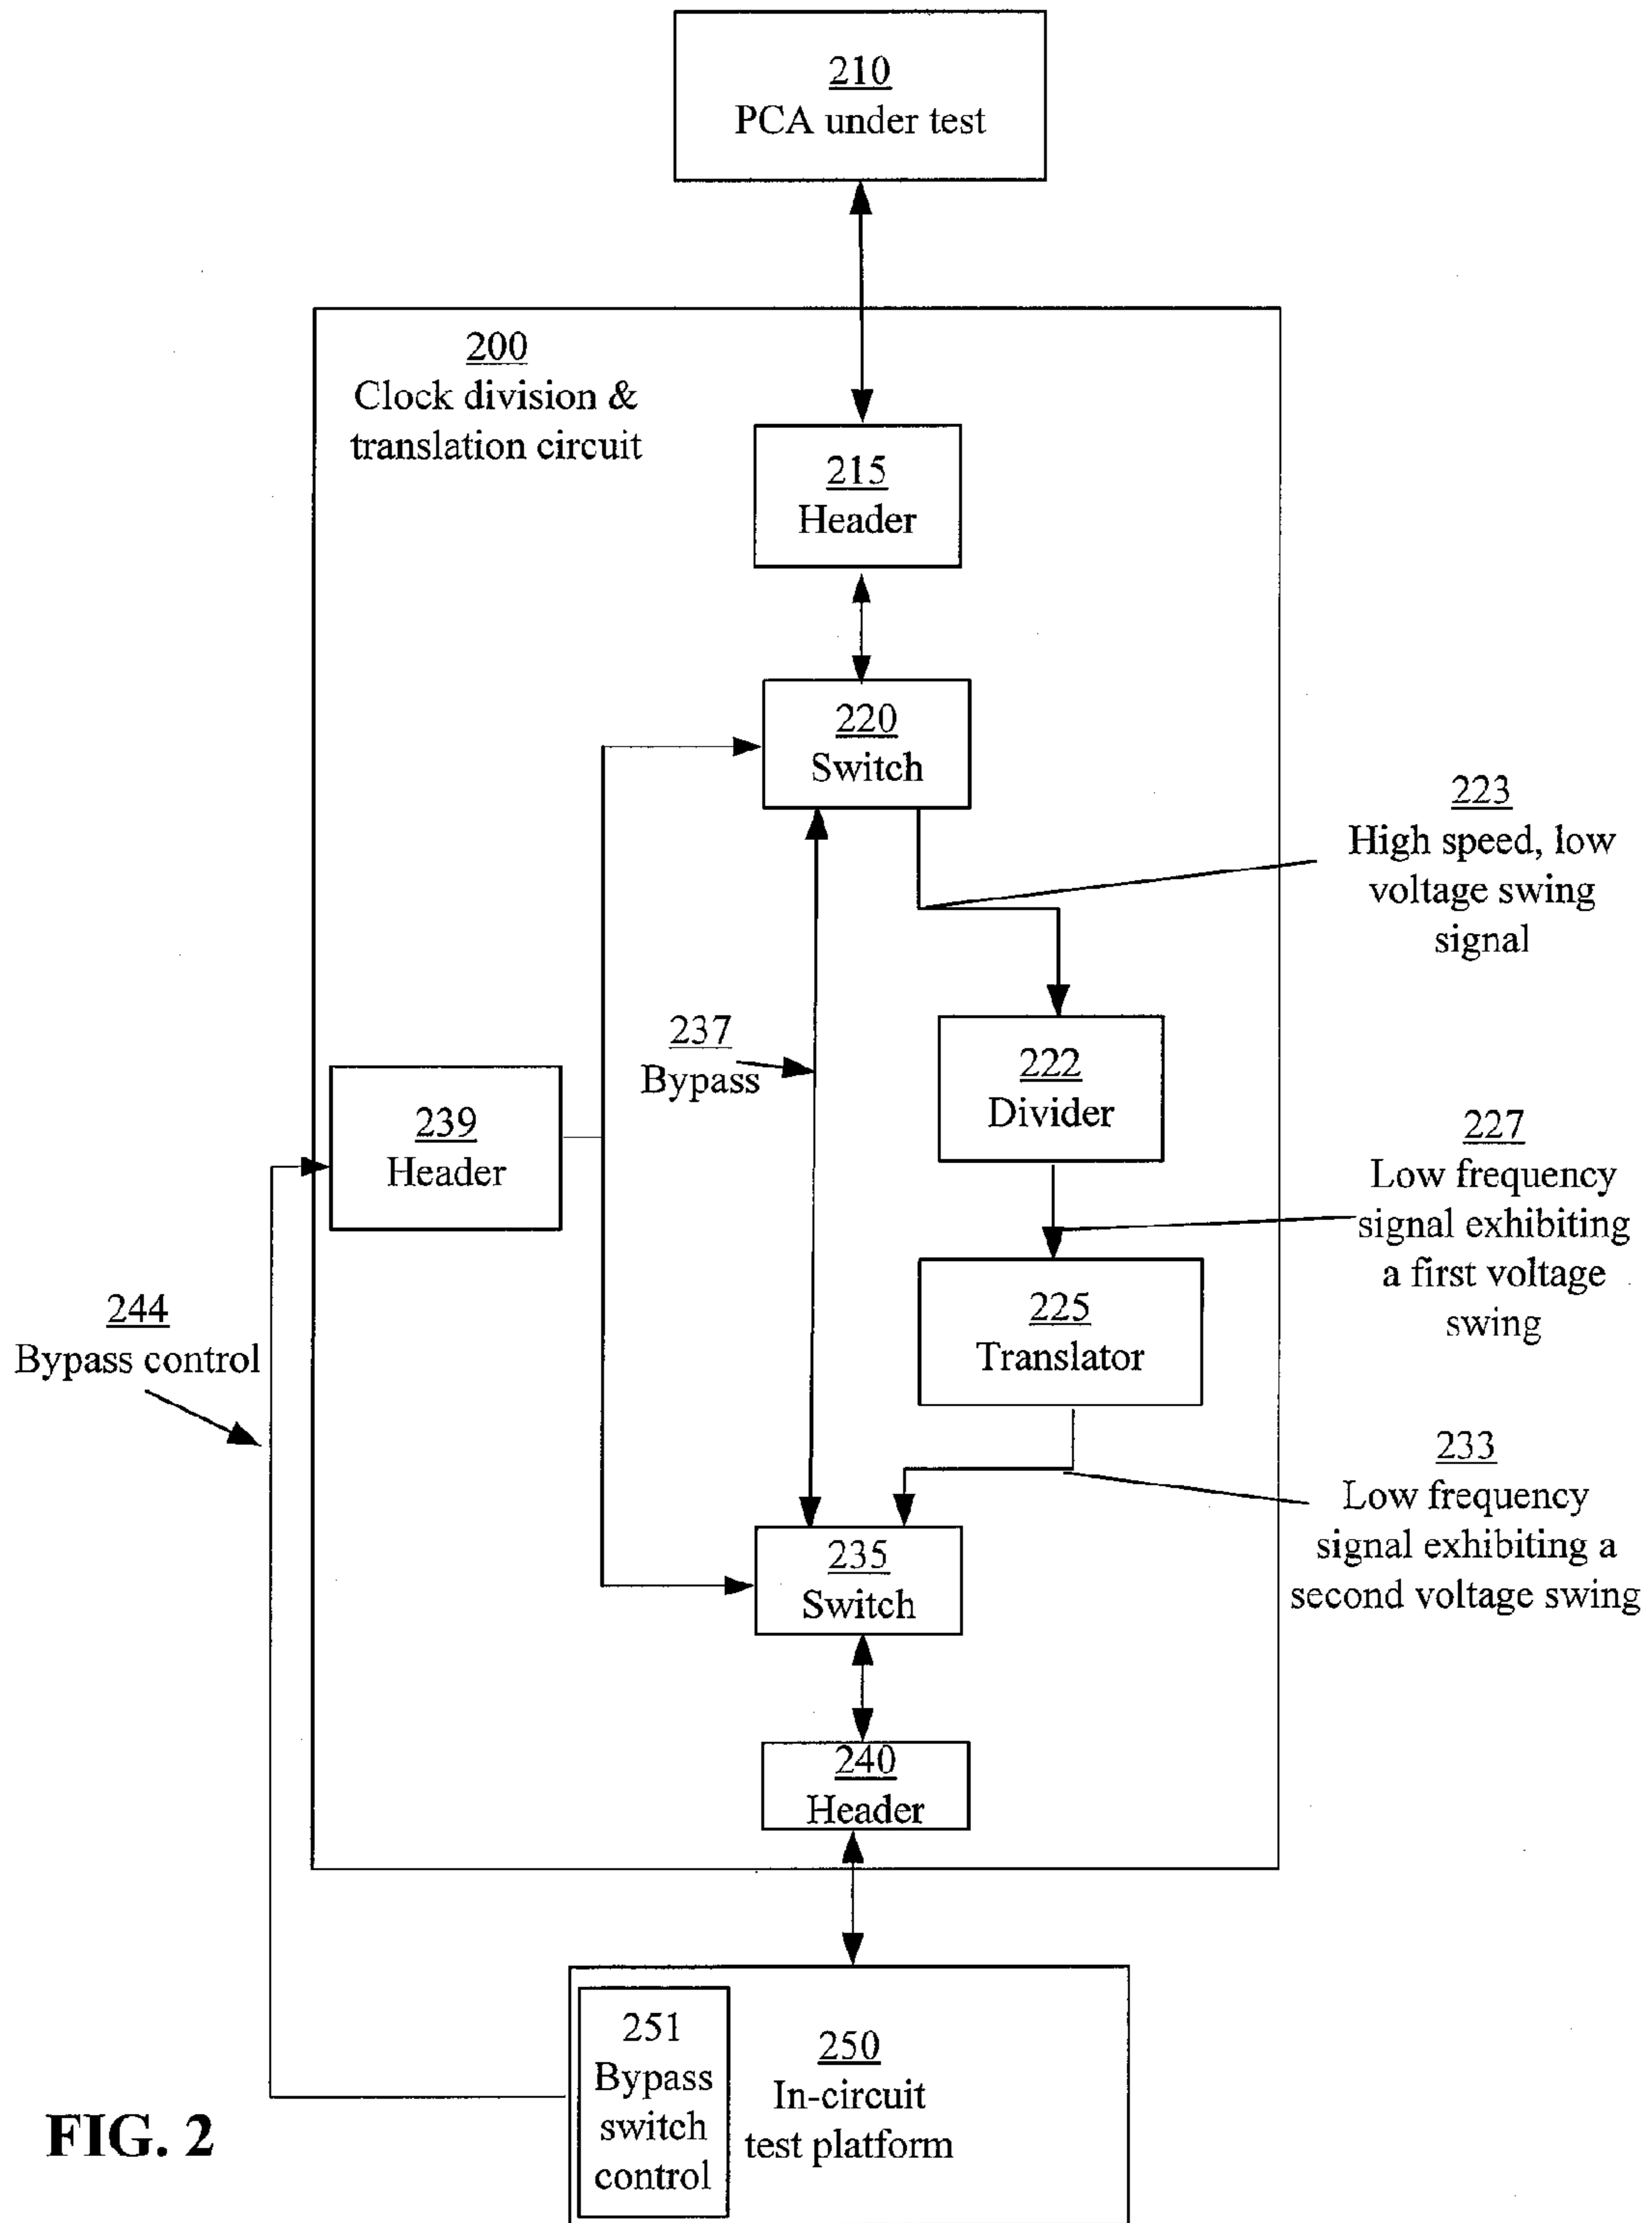 210
PCA under test
200
Clock division &
translation circuit
215
Header
220
Switch
223
High speed, low
voltage swing
signal
237
Bypass
222
Divider
239
Header
227
Low frequency
signal exhibiting
a first voltage
swing
225
Translator
244
Bypass control
233
Low frequency
signal exhibiting a
second voltage swing
235
Switch
240
Header
251
Bypass
switch
control
250
In-circuit
test platform
FIG. 2